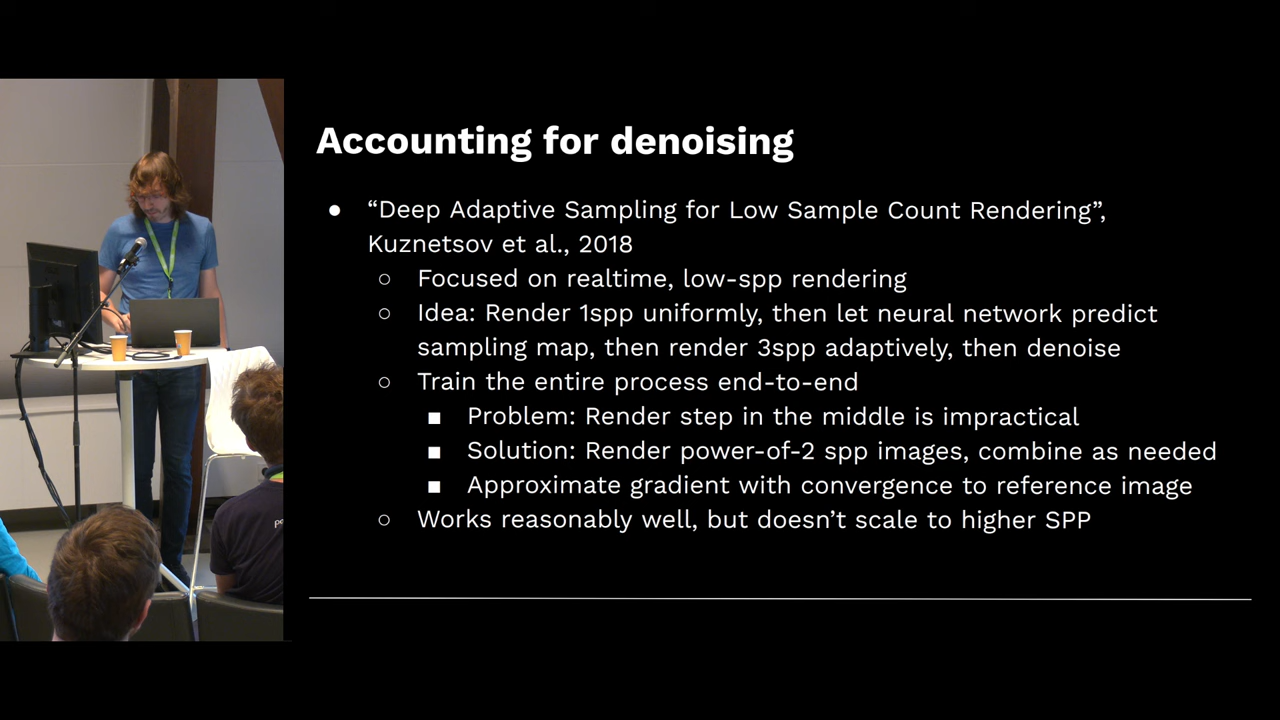 Accounting for denoising
● “Deep Adaptive Sampling for Low Sample Count Rendering”,
Kuznetsov et al., 2018
○ Focused on realtime, low-spp rendering
○ Idea: Render 1spp uniformly, then let neural network predict
sampling map, then render 3spp adaptively, then denoise
○ Train the entire process end-to-end
■ Problem: Render step in the middle is impractical
■ Solution: Render power-of-2 spp images, combine as needed
■ Approximate gradient with convergence to reference image
○ Works reasonably well, but doesn’t scale to higher SPP